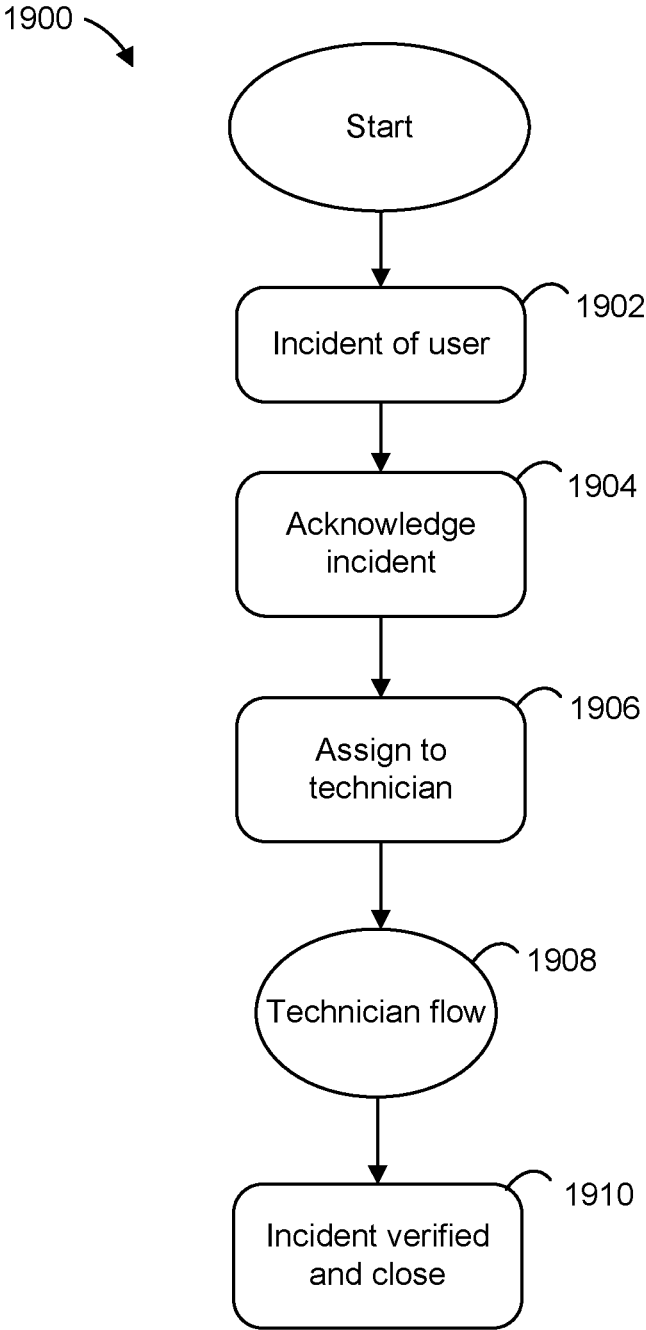 1900
Start
1902
Incident of user
1904
Acknowledge
incident
1906
Assign to
technician
1908
Technician flow
1910
Incident verified
and close